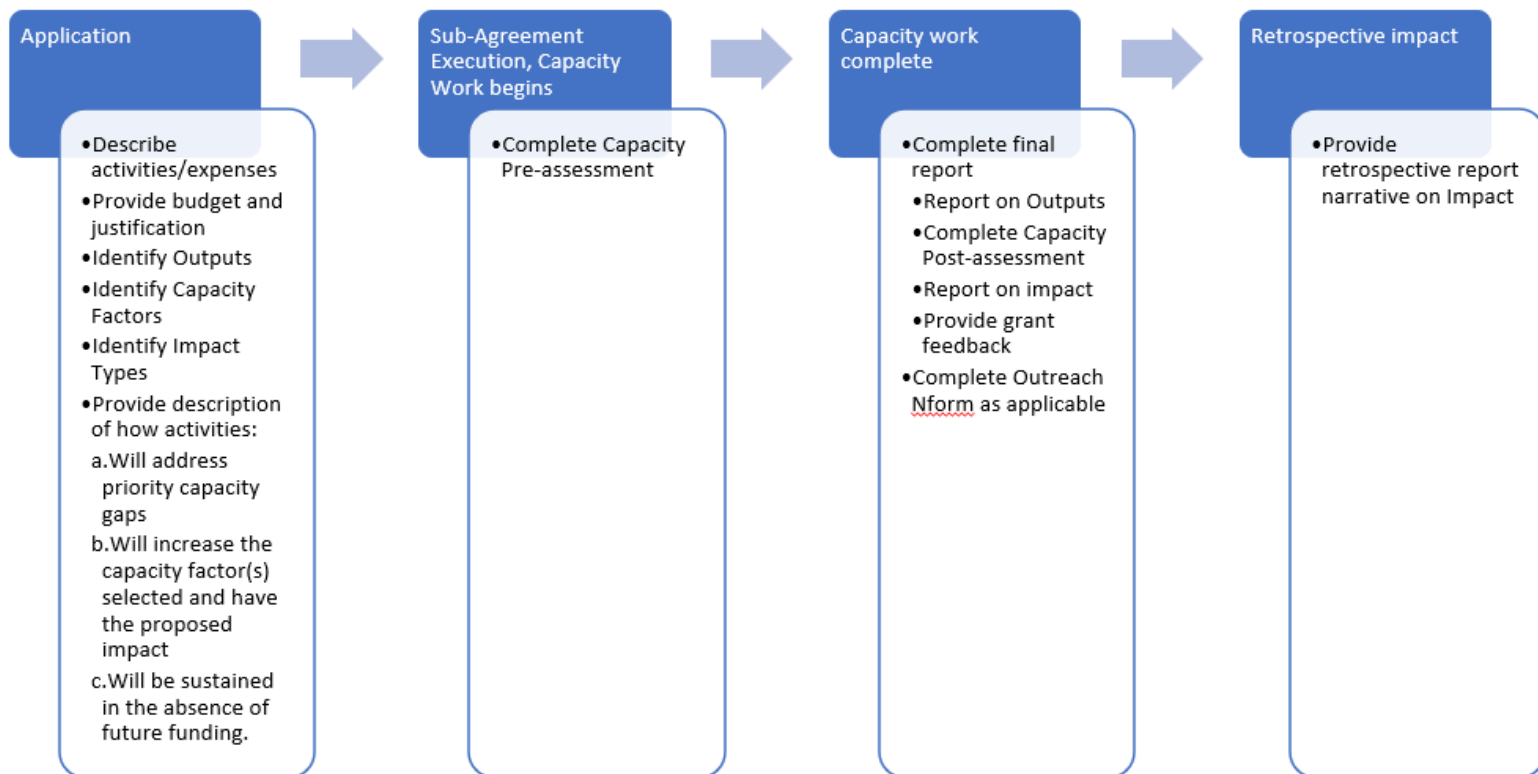 Application
•Describe
activities/expenses
•Provide budget and
justification
•Identify Outputs
•Identify Capacity
Factors
•Identify Impact
Types
•Provide description
of how activities:
a.Will address
priority capacity
gaps
b.Will increase the
capacity factor(s)
selected and have
the proposed
impact
c.Will be sustained
in the absence of
future funding.
Sub-Agreement
Execution, Capacity
Work begins
•Complete Capacity
Pre-assessment
Capacity work
complete
•Complete final
report
•Report on Outputs
•Complete Capacity
Post-assessment
•Report on impact
•Provide grant
feedback
•Complete Outreach
Nform as applicable
Retrospective impact
•Provide
retrospective report
narrative on Impact